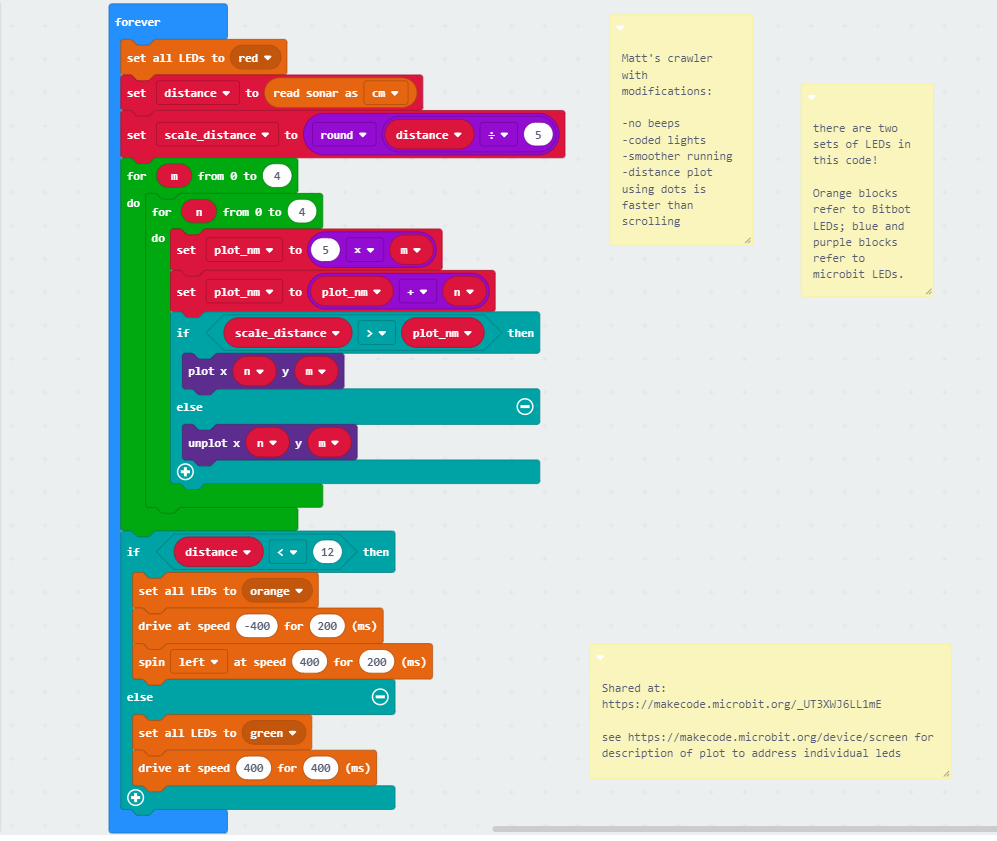 forever
set all LEDs to red
set distance to read sonar as cm
set scale_distance to round distance ÷ 5
for m from 0 to 4
do
for n from 0 to 4
do
set plot_nm to 5 x m
set plot_nm to plot_nm + n
if scale_distance > plot_nm then
plot x n y m
else
unplot x n y m
if distance < 12 then
set all LEDs to orange
drive at speed -400 for 200 (ms)
spin left at speed 400 for 200 (ms)
else
set all LEDs to green
drive at speed 400 for 400 (ms)
Matt's crawler
with
modifications:
-no beeps
-coded lights
-smoother running
-distance plot
using dots is
faster than
scrolling
there are two
sets of LEDs in
this code!
Orange blocks
refer to Bitbot
LEDs; blue and
purple blocks
refer to
microbit LEDs.
Shared at:
https://makecode.microbit.org/_UT3XWJ6LL1mE
see https://makecode.microbit.org/device/screen for
description of plot to address individual leds